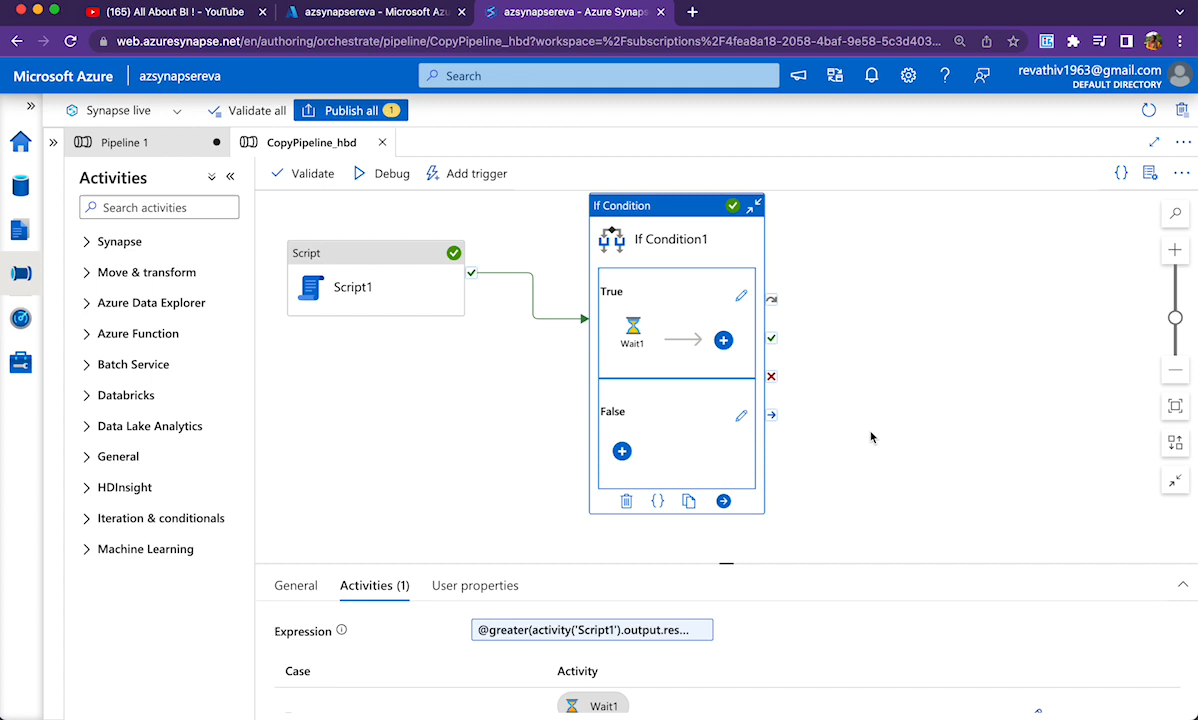 (165) All About BI ! - YouTube
azsynapsereva - Microsoft Azu
azsynapsereva - Azure Synaps
web.azuresynapse.net/en/authoring/orchestrate/pipeline/CopyPipeline_hbd?workspace=%2Fsubscriptions%2F4fea8a18-2058-4baf-9e58-5c3d403...
Microsoft Azure
azsynapsereva
Search
revathiv1963@gmail.com
DEFAULT DIRECTORY
Synapse live
Validate all
Publish all
1
Pipeline 1
CopyPipeline_hbd
Activities
Search activities
Synapse
Move & transform
Azure Data Explorer
Azure Function
Batch Service
Databricks
Data Lake Analytics
General
HDInsight
Iteration & conditionals
Machine Learning
Validate
Debug
Add trigger
Script
Script1
If Condition
If Condition1
True
Wait1
False
General
Activities (1)
User properties
Expression
@greater(activity('Script1').output.res...
Case
Activity
Wait1